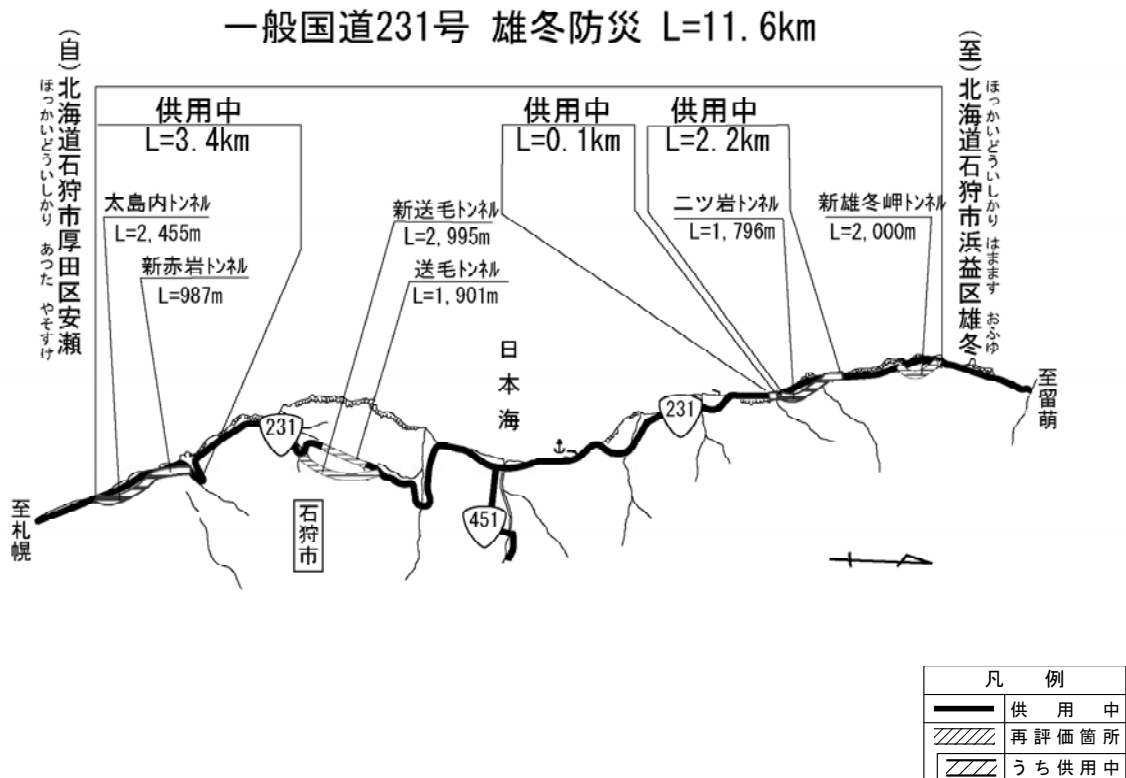 一般国道231号 雄冬防災 L=11.6km
(自)北海道石狩市厚田区安瀬
ほっかいどういしかり あつた やそすけ
(至)北海道石狩市浜益区雄冬
ほっかいどういしかり はまます おふゆ
供用中
L=3.4km
供用中
L=0.1km
供用中
L=2.2km
太島内トンネル
L=2,455m
新赤岩トンネル
L=987m
新送毛トンネル
L=2,995m
送毛トンネル
L=1,901m
二ツ岩トンネル
L=1,796m
新雄冬岬トンネル
L=2,000m
日本海
231
231
451
至札幌
至留萌
石狩市
凡例
供用中
再評価箇所
うち供用中